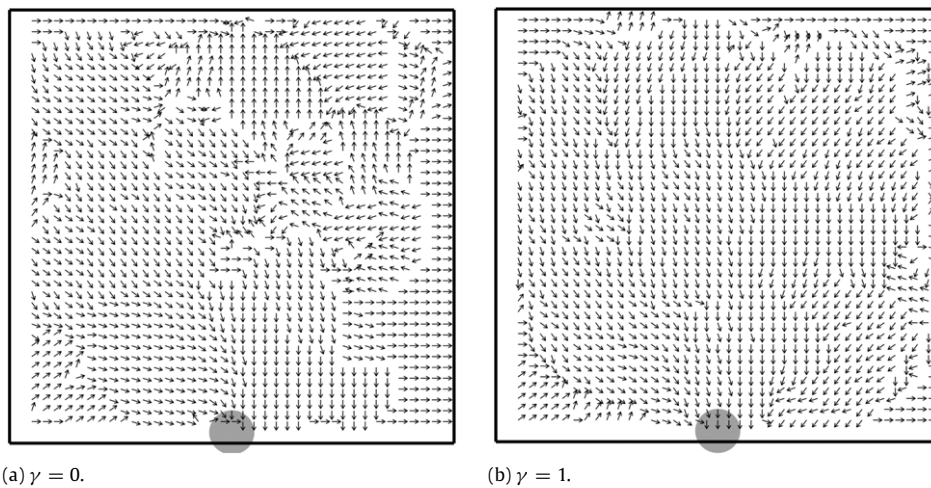 (a) γ = 0.
(b) γ = 1.